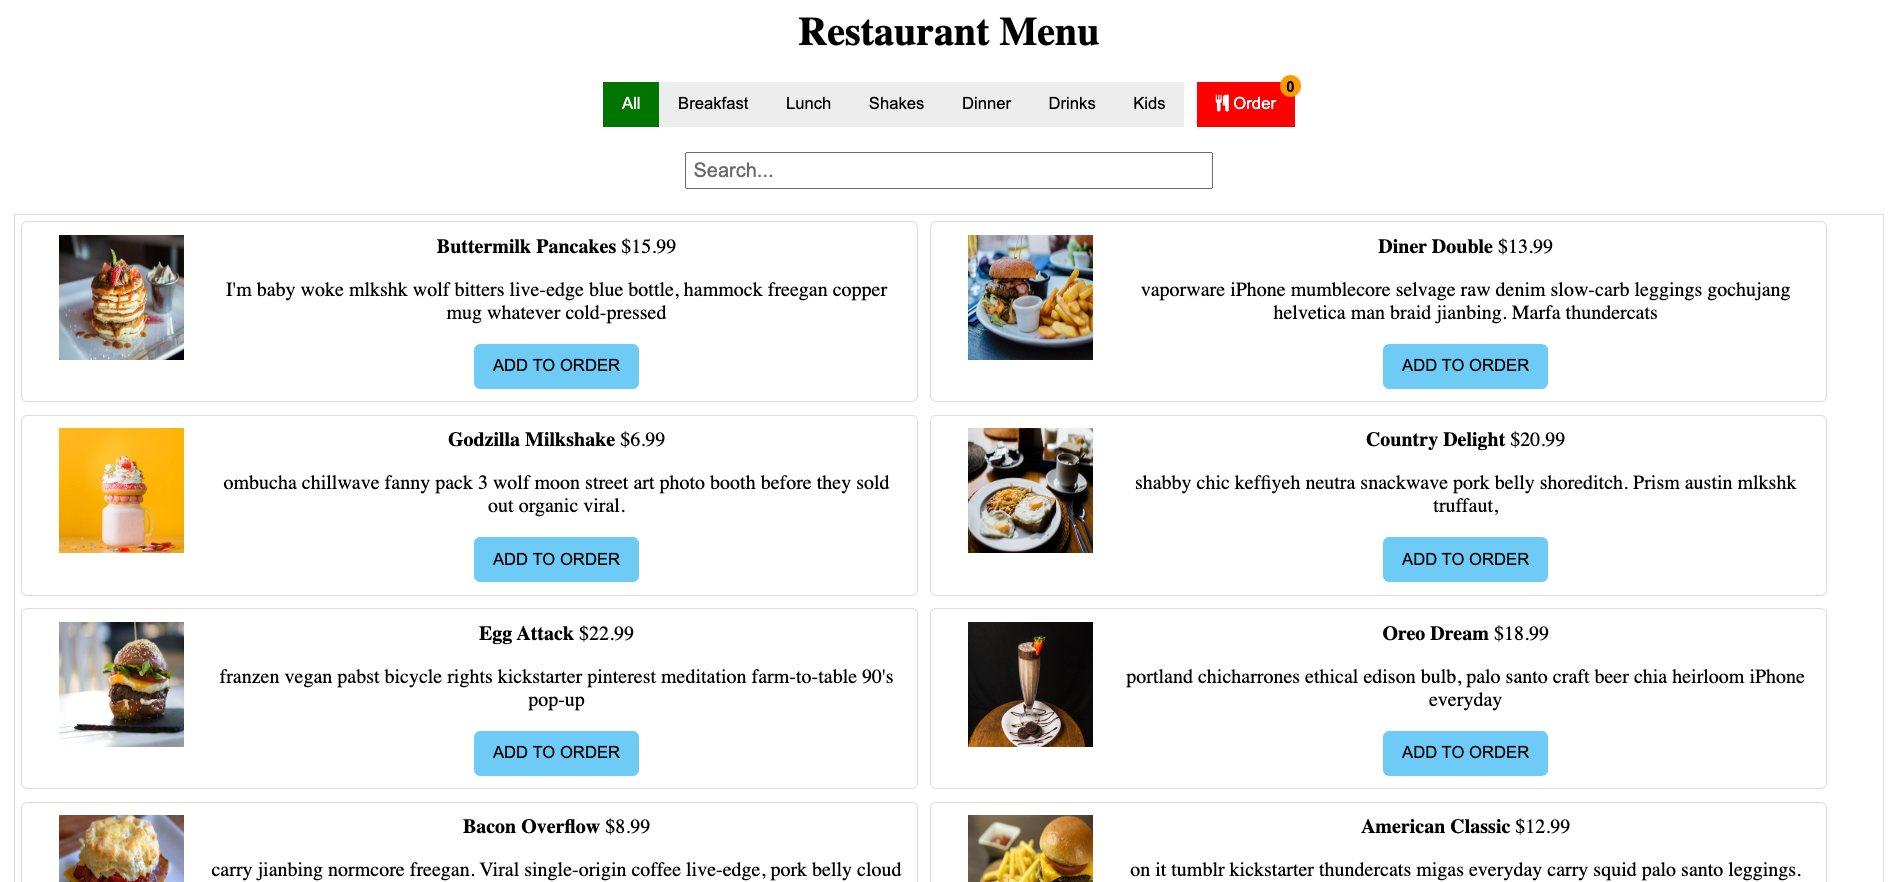 Restaurant Menu
All Breakfast Lunch Shakes Dinner Drinks Kids Order 0
Search...
Buttermilk Pancakes $15.99
I'm baby woke mlkshk wolf bitters live-edge blue bottle, hammock freegan copper
mug whatever cold-pressed
ADD TO ORDER
Diner Double $13.99
vaporware iPhone mumblecore selvage raw denim slow-carb leggings gochujang
helvetica man braid jianbing. Marfa thundercats
ADD TO ORDER
Godzilla Milkshake $6.99
ombucha chillwave fanny pack 3 wolf moon street art photo booth before they sold
out organic viral.
ADD TO ORDER
Country Delight $20.99
shabby chic keffiyeh neutra snackwave pork belly shoreditch. Prism austin mlkshk
truffaut,
ADD TO ORDER
Egg Attack $22.99
franzen vegan pabst bicycle rights kickstarter pinterest meditation farm-to-table 90's
pop-up
ADD TO ORDER
Oreo Dream $18.99
portland chicharrones ethical edison bulb, palo santo craft beer chia heirloom iPhone
everyday
ADD TO ORDER
Bacon Overflow $8.99
carry jianbing normcore freegan. Viral single-origin coffee live-edge, pork belly cloud
American Classic $12.99
on it tumblr kickstarter thundercats migas everyday carry squid palo santo leggings.